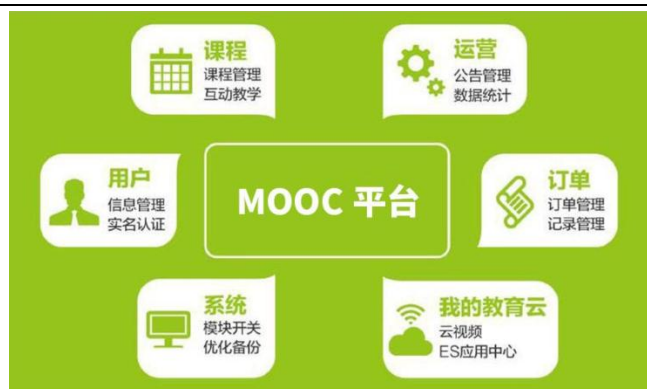 课程
课程管理
互动教学
运营
公告管理
数据统计
用户
信息管理
实名认证
MOOC 平台
订单
订单管理
记录管理
系统
模块开关
优化备份
我的教育云
云视频
ES应用中心